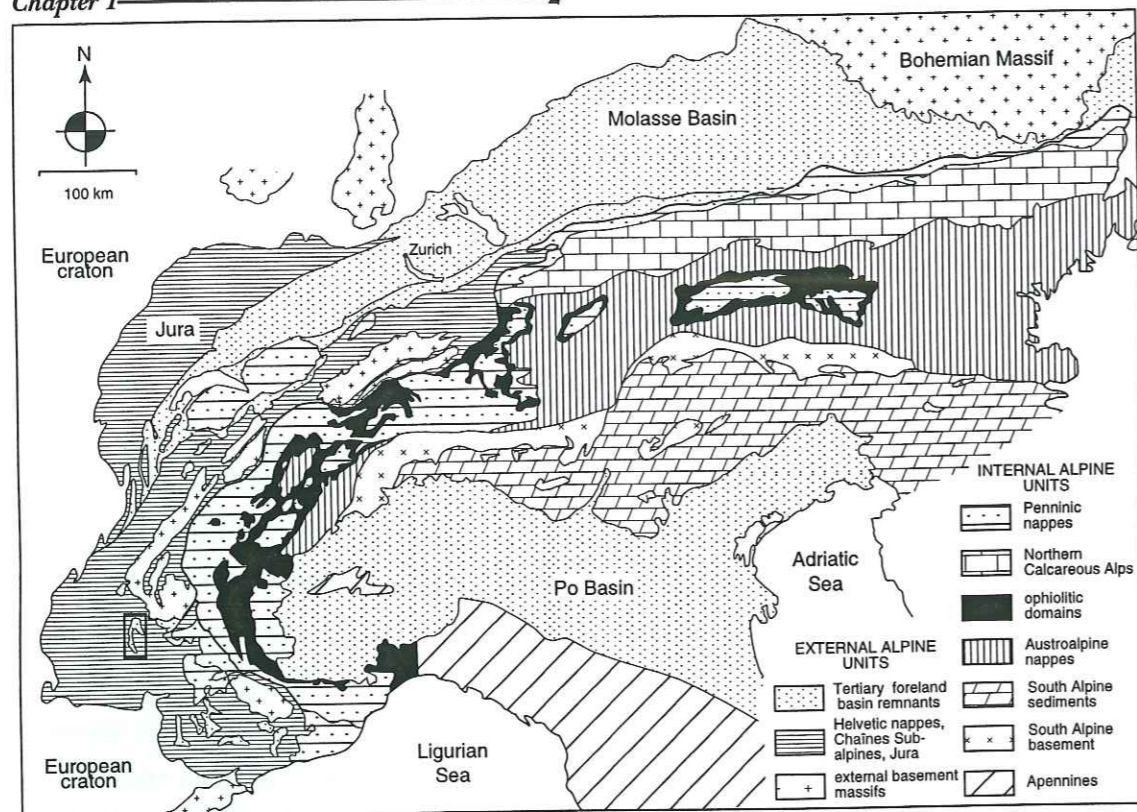 Chapter 1
N
100 km
Bohemian Massif
Molasse Basin
European
craton
Zurich
Jura
Po Basin
Adriatic
Sea
Ligurian
Sea
European
craton
EXTERNAL ALPINE
UNITS
Tertiary foreland
basin remnants
Helvetic nappes,
Chaînes Sub-
alpines, Jura
external basement
massifs
INTERNAL ALPINE
UNITS
Penninic
nappes
Northern
Calcareous Alps
ophiolitic
domains
Austroalpine
nappes
South Alpine
sediments
South Alpine
basement
Apennines